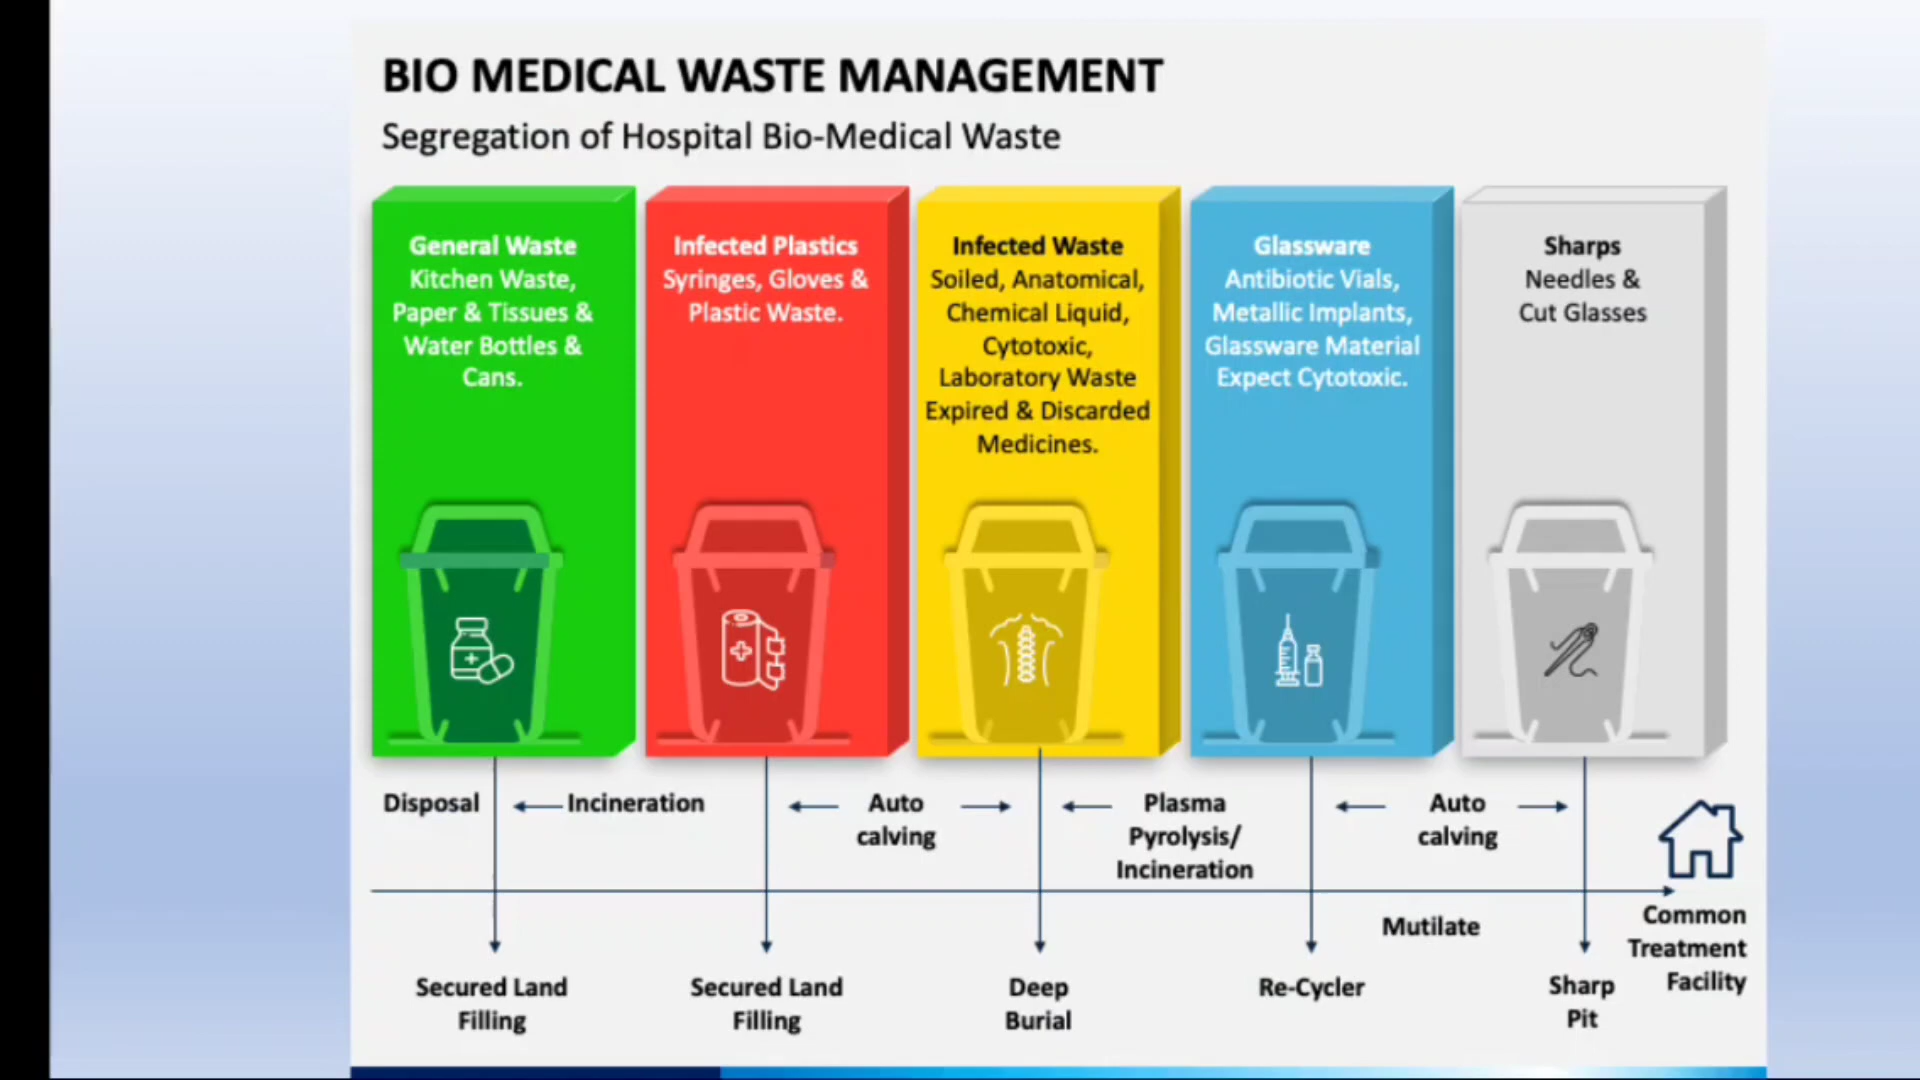 BIO MEDICAL WASTE MANAGEMENT
Segregation of Hospital Bio-Medical Waste
General Waste
Kitchen Waste,
Paper & Tissues &
Water Bottles &
Cans.
Infected Plastics
Syringes, Gloves &
Plastic Waste.
Infected Waste
Soiled, Anatomical,
Chemical Liquid,
Cytotoxic,
Laboratory Waste
Expired & Discarded
Medicines.
Glassware
Antibiotic Vials,
Metallic Implants,
Glassware Material
Expect Cytotoxic.
Sharps
Needles &
Cut Glasses
Disposal
Incineration
Auto
calving
Plasma
Pyrolysis/
Incineration
Auto
calving
Mutilate
Common
Treatment
Facility
Secured Land
Filling
Secured Land
Filling
Deep
Burial
Re-Cycler
Sharp
Pit